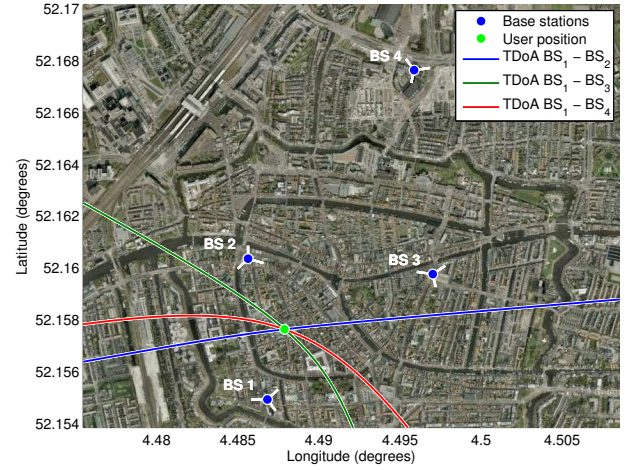 52.17
52.168
52.166
52.164
52.162
52.16
52.158
52.156
52.154
Latitude (degrees)
BS 4
BS 2
BS 3
BS 1
Base stations
User position
TDoA BS1 − BS2
TDoA BS1 − BS3
TDoA BS1 − BS4
4.48
4.485
4.49
4.495
4.5
4.505
Longitude (degrees)